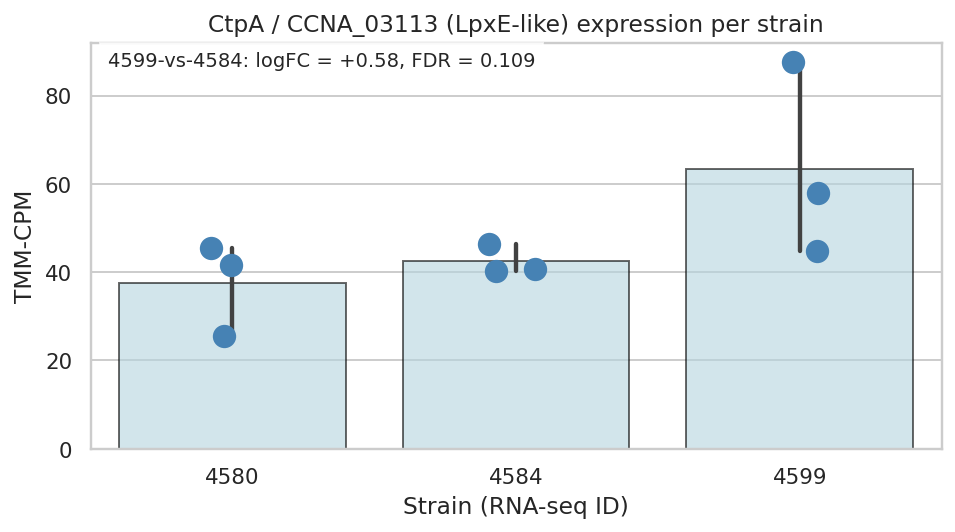 CtpA / CCNA_03113 (LpxE-like) expression per strain
4599-vs-4584: logFC = +0.58, FDR = 0.109
80
60
40
20
0
TMM-CPM
4580 4584 4599
Strain (RNA-seq ID)